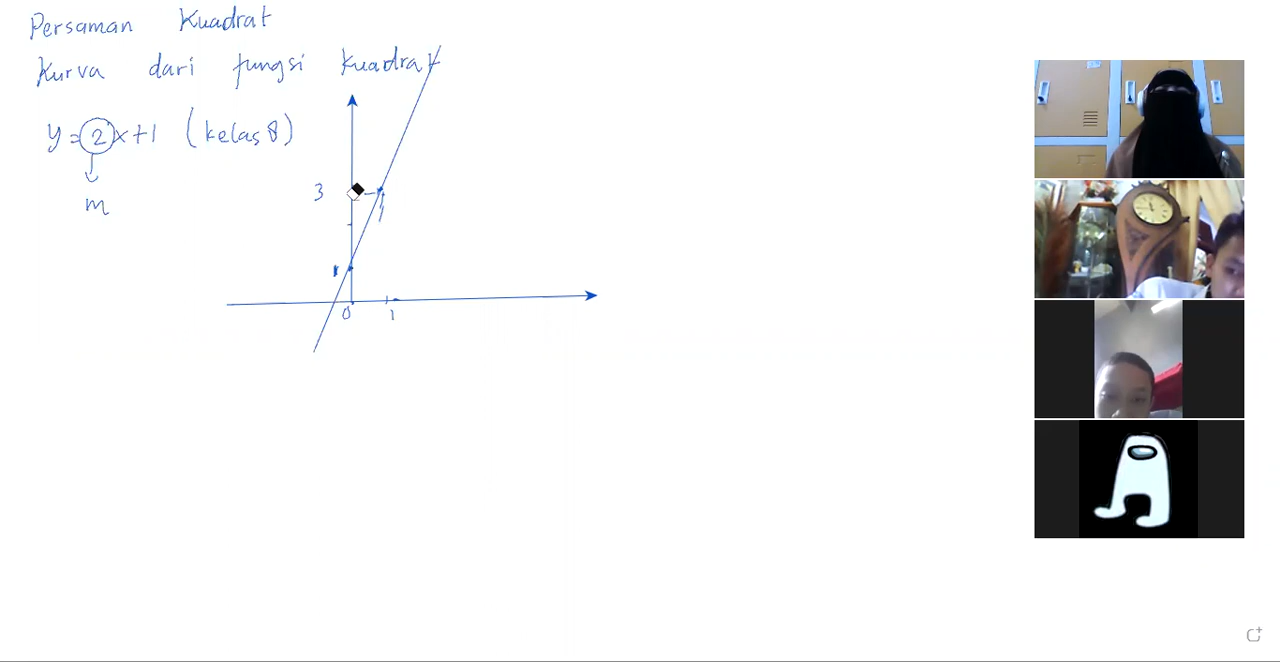 Persaman Kuadrat
Kurva dari fungsi kuadrat
y=2x+1 (kelas 8)
m
3
1
0 1